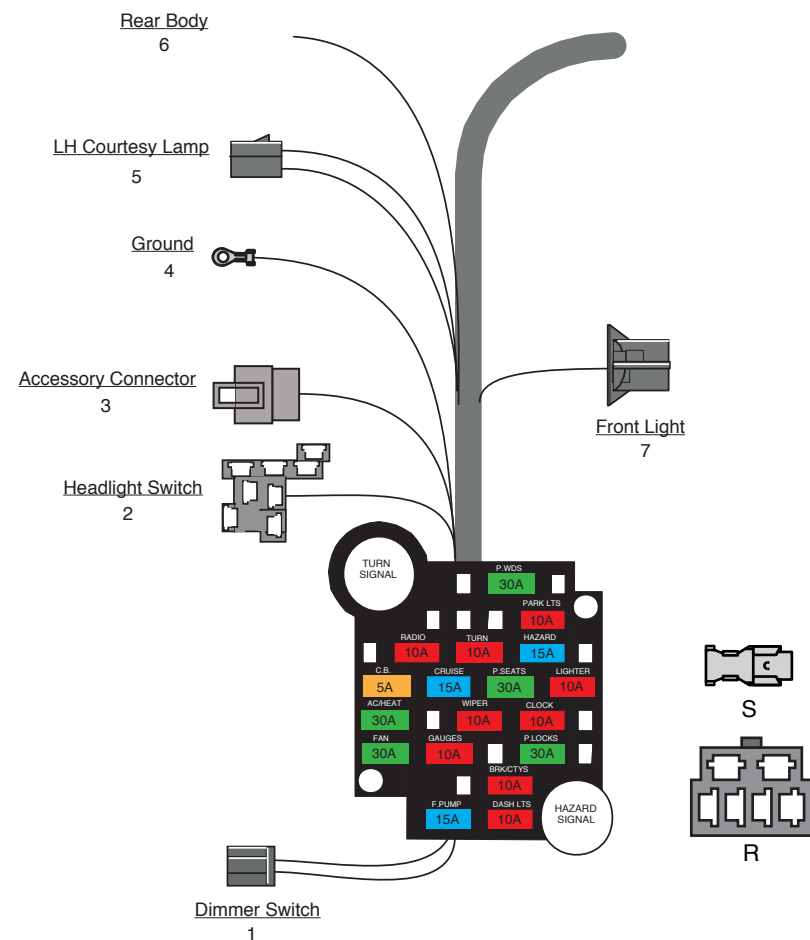 Rear Body
6
LH Courtesy Lamp
5
Ground
4
Accessory Connector
3
Headlight Switch
2
Front Light
7
TURN
SIGNAL
P.WDS
30A
PARK LTS
10A
RADIO TURN HAZARD
10A 10A 15A
C.B. CRUISE P.SEATS LIGHTER
5A 15A 30A 10A
AC/HEAT WIPER CLOCK
30A 10A 10A
FAN GAUGES P.LOCKS
30A 10A 30A
BRK/CTYS
10A
F.PUMP DASH LTS
15A 10A
HAZARD
SIGNAL
C
S
R
Dimmer Switch
1